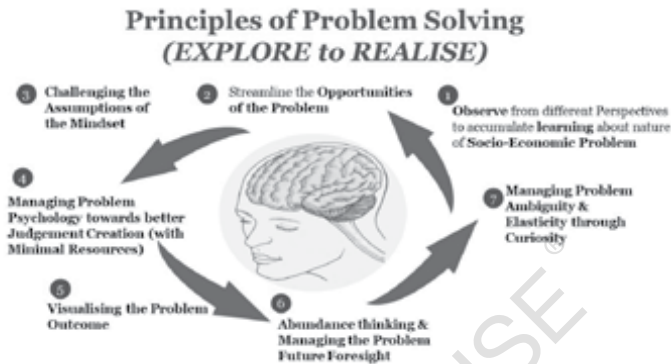 Principles of Problem Solving
(EXPLORE to REALISE)
1
Observe from different Perspectives
to accumulate learning about nature
of Socio-Economic Problem
2
Streamline the Opportunities
of the Problem
3
Challenging the
Assumptions of
the Mindset
4
Managing Problem
Psychology towards better
Judgement Creation (with
Minimal Resources)
5
Visualising the Problem
Outcome
6
Abundance thinking &
Managing the Problem
Future Foresight
7
Managing Problem
Ambiguity &
Elasticity through
Curiosity
USE
®